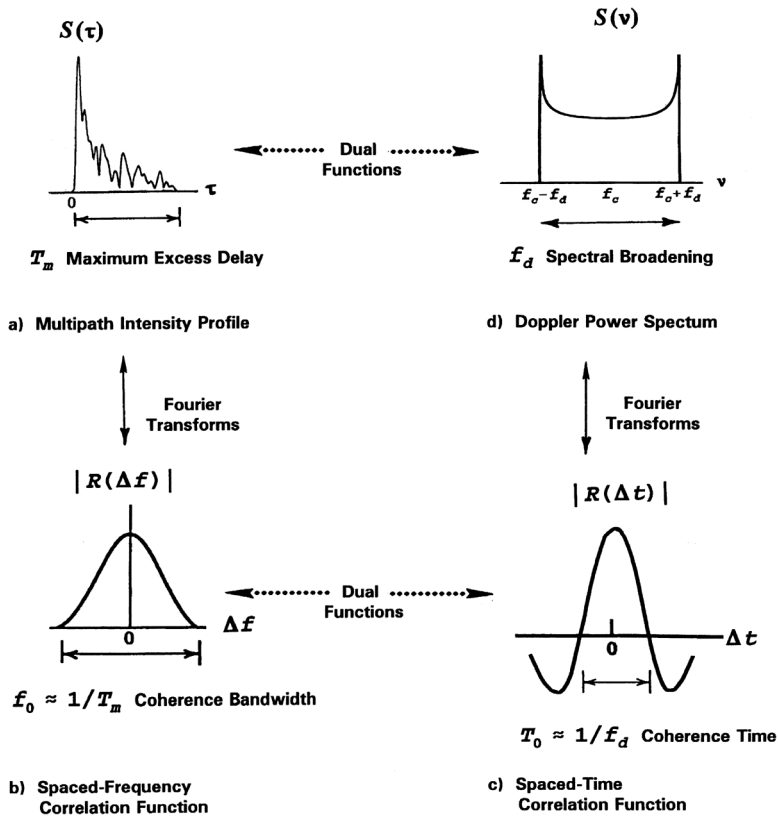 S(τ)
τ
0
T_m Maximum Excess Delay
a) Multipath Intensity Profile
Dual
Functions
S(ν)
ν
f_c−f_d f_c f_c+f_d
f_d Spectral Broadening
d) Doppler Power Spectum
Fourier
Transforms
Fourier
Transforms
|R(Δf)|
0
Δf
f_0 ≈ 1/T_m Coherence Bandwidth
b) Spaced-Frequency
Correlation Function
Dual
Functions
|R(Δt)|
0
Δt
T_0 ≈ 1/f_d Coherence Time
c) Spaced-Time
Correlation Function